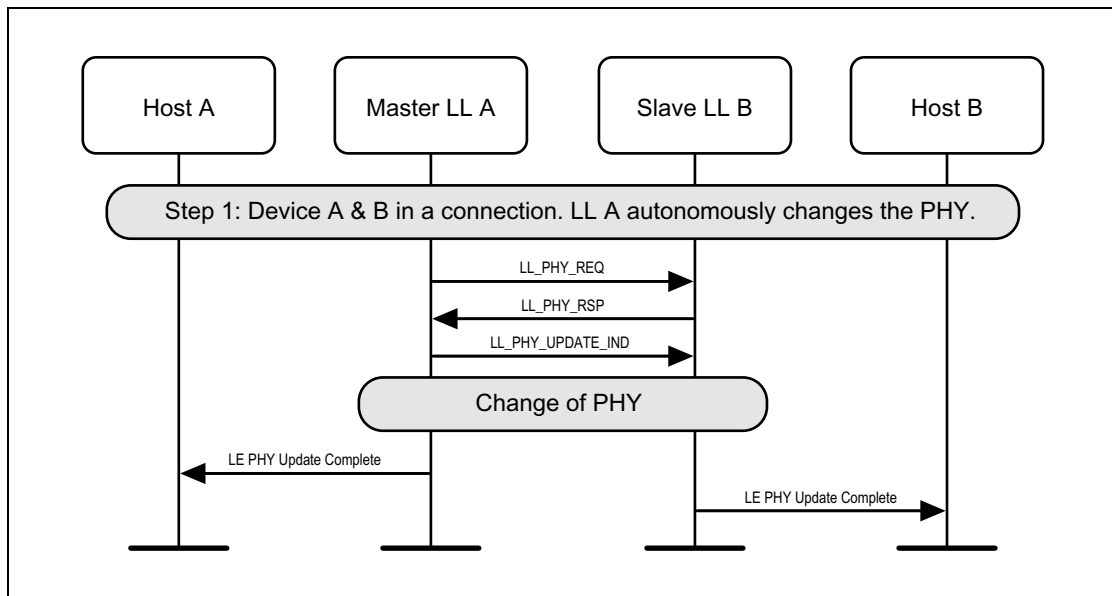 Host A
Master LL A
Slave LL B
Host B
Step 1: Device A & B in a connection. LL A autonomously changes the PHY.
LL_PHY_REQ
LL_PHY_RSP
LL_PHY_UPDATE_IND
Change of PHY
LE PHY Update Complete
LE PHY Update Complete